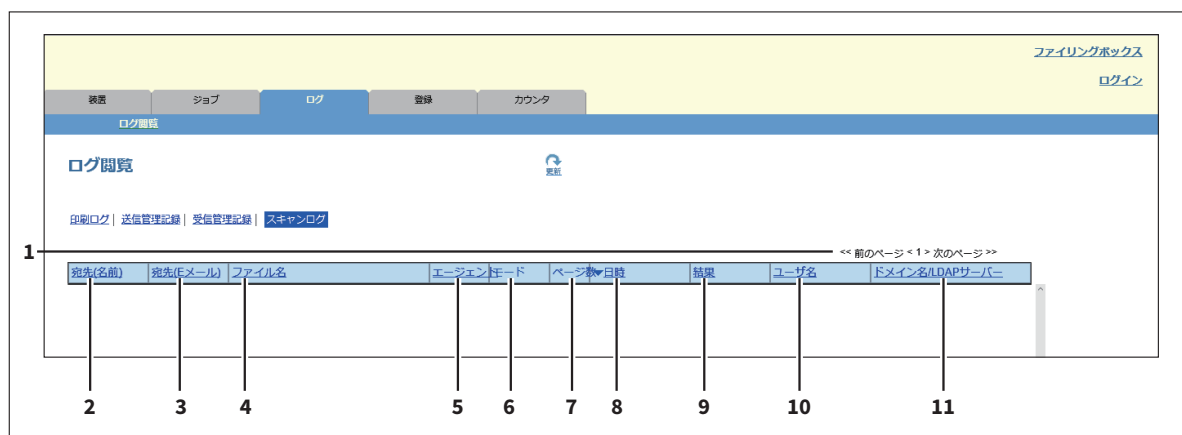 ファイリングボックス
ログイン
装置 ジョブ ログ 登録 カウンタ
ログ閲覧
ログ閲覧
更新
印刷ログ| 送信管理記録| 受信管理記録| スキャンログ
1
<< 前のページ < 1 > 次のページ >>
宛先(名前) 宛先(Eメール) ファイル名 エージェント モード ページ数 日時 結果 ユーザ名 ドメイン名/LDAPサーバー
2 3 4 5 6 7 8 9 10 11